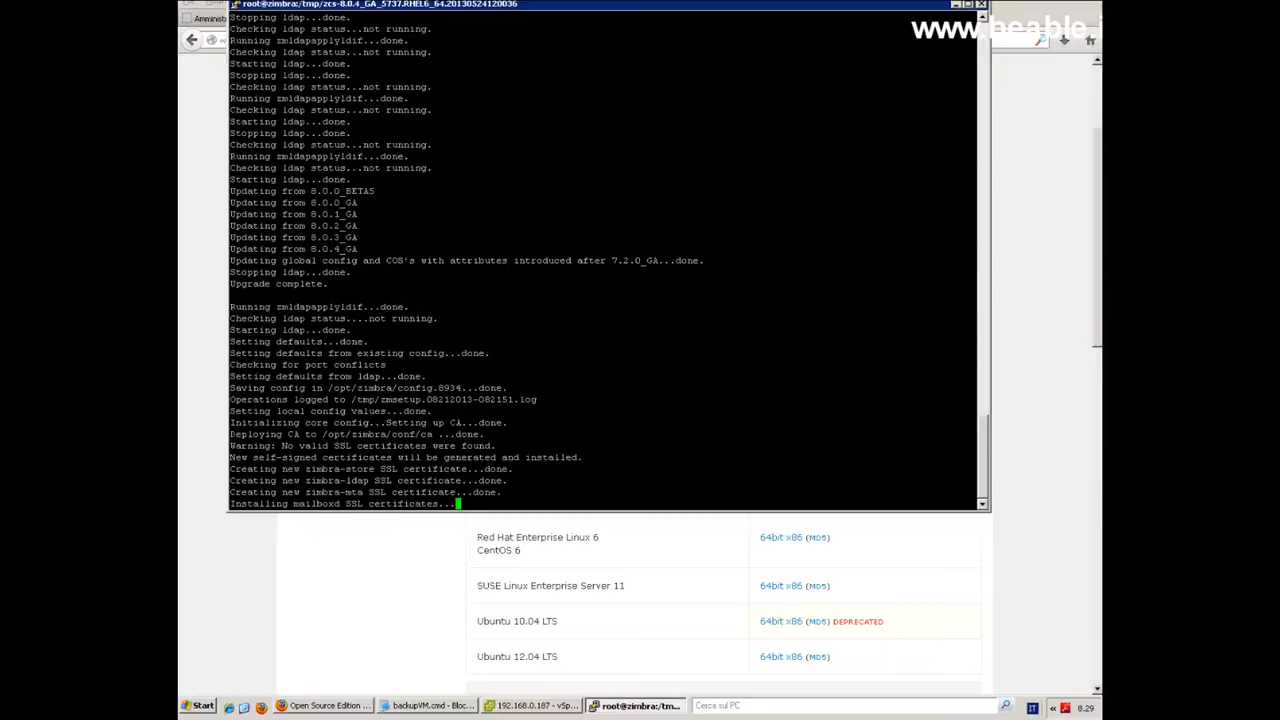 root@zimbra:/tmp/zcs-8.0.4_GA_5737.RHEL6_64.20130524120036
Amminist
www.beable.i
Stopping ldap...done.
Checking ldap status...not running.
Running zmldapapplyldif...done.
Checking ldap status...not running.
Starting ldap...done.
Stopping ldap...done.
Checking ldap status...not running.
Running zmldapapplyldif...done.
Checking ldap status...not running.
Starting ldap...done.
Stopping ldap...done.
Checking ldap status...not running.
Running zmldapapplyldif...done.
Checking ldap status...not running.
Starting ldap...done.
Updating from 8.0.0_BETA5
Updating from 8.0.0_GA
Updating from 8.0.1_GA
Updating from 8.0.2_GA
Updating from 8.0.3_GA
Updating from 8.0.4_GA
Updating global config and COS's with attributes introduced after 7.2.0_GA...done.
Stopping ldap...done.
Upgrade complete.
Running zmldapapplyldif...done.
Checking ldap status....not running.
Starting ldap...done.
Setting defaults...done.
Setting defaults from existing config...done.
Checking for port conflicts
Setting defaults from ldap...done.
Saving config in /opt/zimbra/config.8934...done.
Operations logged to /tmp/zmsetup.08212013-082151.log
Setting local config values...done.
Initializing core config...Setting up CA...done.
Deploying CA to /opt/zimbra/conf/ca ...done.
Warning: No valid SSL certificates were found.
New self-signed certificates will be generated and installed.
Creating new zimbra-store SSL certificate...done.
Creating new zimbra-ldap SSL certificate...done.
Creating new zimbra-mta SSL certificate...done.
Installing mailboxd SSL certificates...
Red Hat Enterprise Linux 6
CentOS 6
64bit x86 (MD5)
SUSE Linux Enterprise Server 11
64bit x86 (MD5)
Ubuntu 10.04 LTS
64bit x86 (MD5) DEPRECATED
Ubuntu 12.04 LTS
64bit x86 (MD5)
Start
Open Source Edition ...
backupVM.cmd - Bloc...
192.168.0.187 - vSp...
root@zimbra:/tm...
Cerca sul PC
IT
8.29